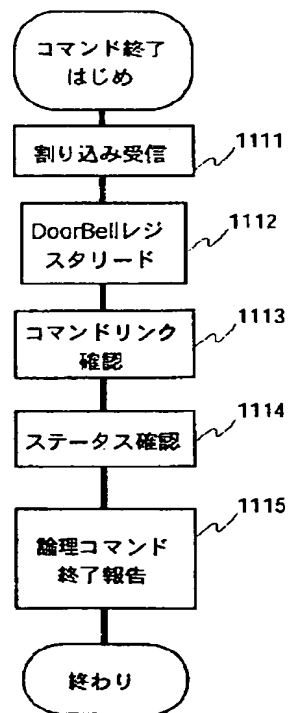 コマンド終了
はじめ
割り込み受信
1111
DoorBellレジ
スタリード
1112
コマンドリンク
確認
1113
ステータス確認
1114
論理コマンド
終了報告
1115
終わり